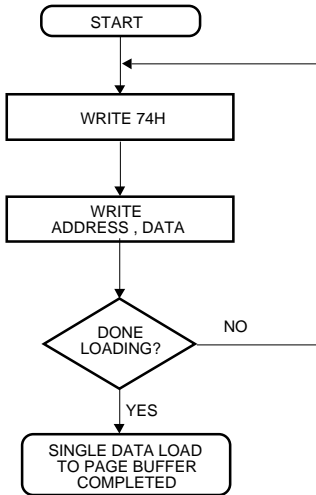 START
WRITE 74H
WRITE
ADDRESS , DATA
DONE
LOADING?
NO
YES
SINGLE DATA LOAD
TO PAGE BUFFER
COMPLETED